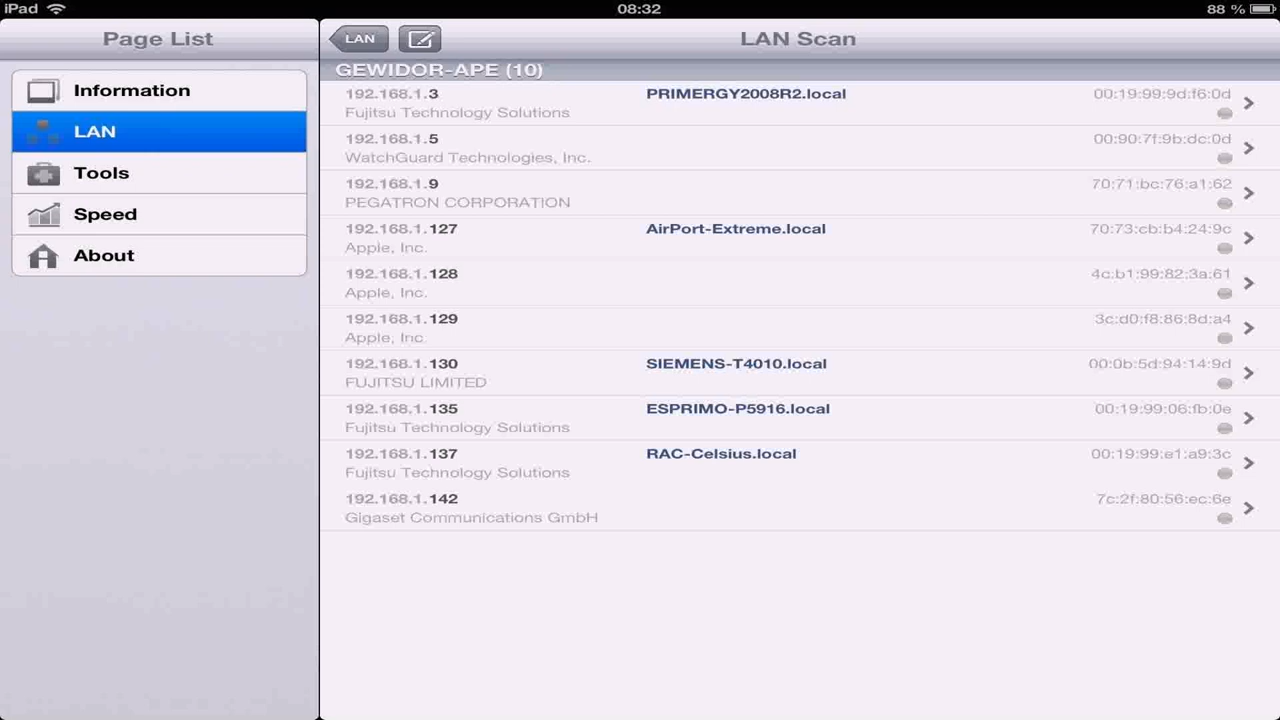 iPad 08:32 88 %
Page List
Information
LAN
Tools
Speed
About
LAN LAN Scan
GEWIDOR-APE (10)
192.168.1.3 PRIMERGY2008R2.local 00:19:99:9d:f6:0d
Fujitsu Technology Solutions
192.168.1.5 00:90:7f:9b:dc:0d
WatchGuard Technologies, Inc.
192.168.1.9 70:71:bc:76:a1:62
PEGATRON CORPORATION
192.168.1.127 AirPort-Extreme.local 70:73:cb:b4:24:9c
Apple, Inc.
192.168.1.128 4c:b1:99:82:3a:61
Apple, Inc.
192.168.1.129 3c:d0:f8:86:8d:a4
Apple, Inc.
192.168.1.130 SIEMENS-T4010.local 00:0b:5d:94:14:9d
FUJITSU LIMITED
192.168.1.135 ESPRIMO-P5916.local 00:19:99:06:fb:0e
Fujitsu Technology Solutions
192.168.1.137 RAC-Celsius.local 00:19:99:e1:a9:3c
Fujitsu Technology Solutions
192.168.1.142 7c:2f:80:56:ec:6e
Gigaset Communications GmbH